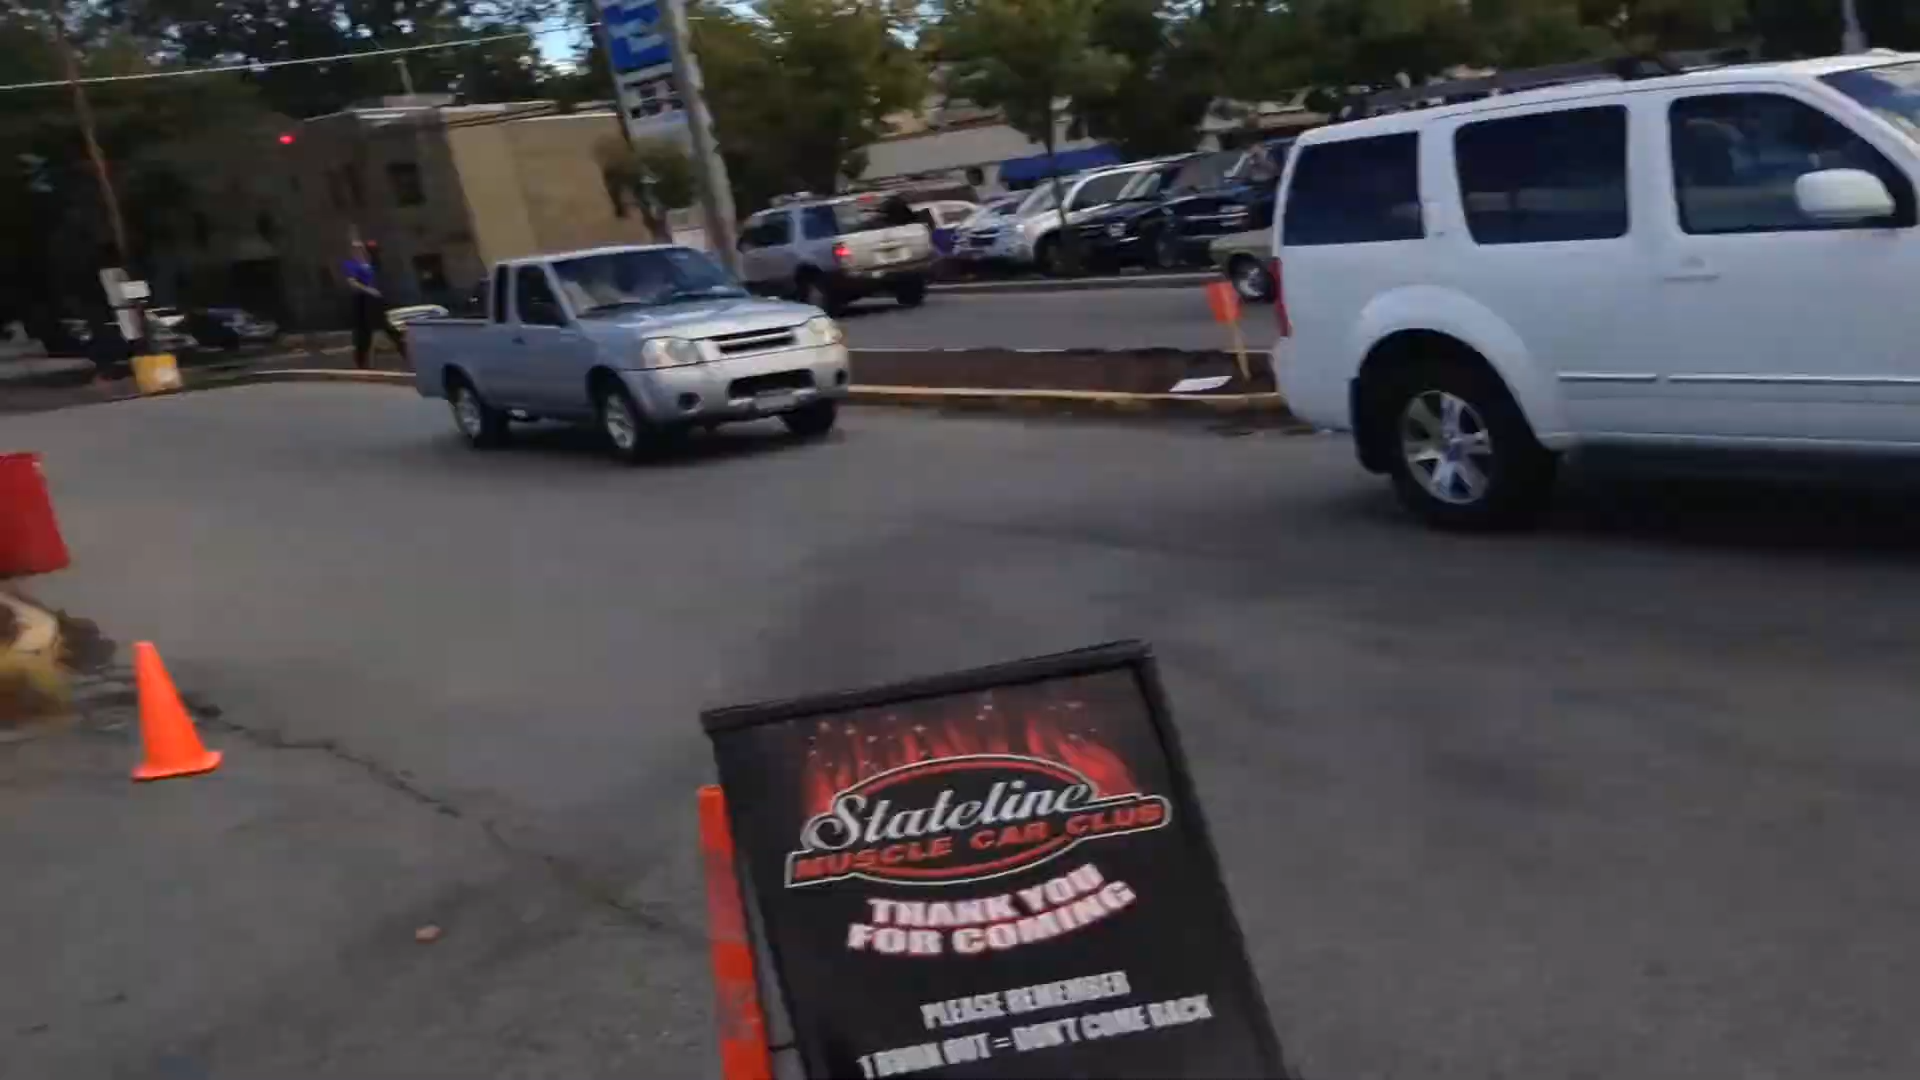 Stateline
MUSCLE CAR CLUB
THANK YOU
FOR COMING
PLEASE REMEMBER
1 BURN OUT = DON'T COME BACK